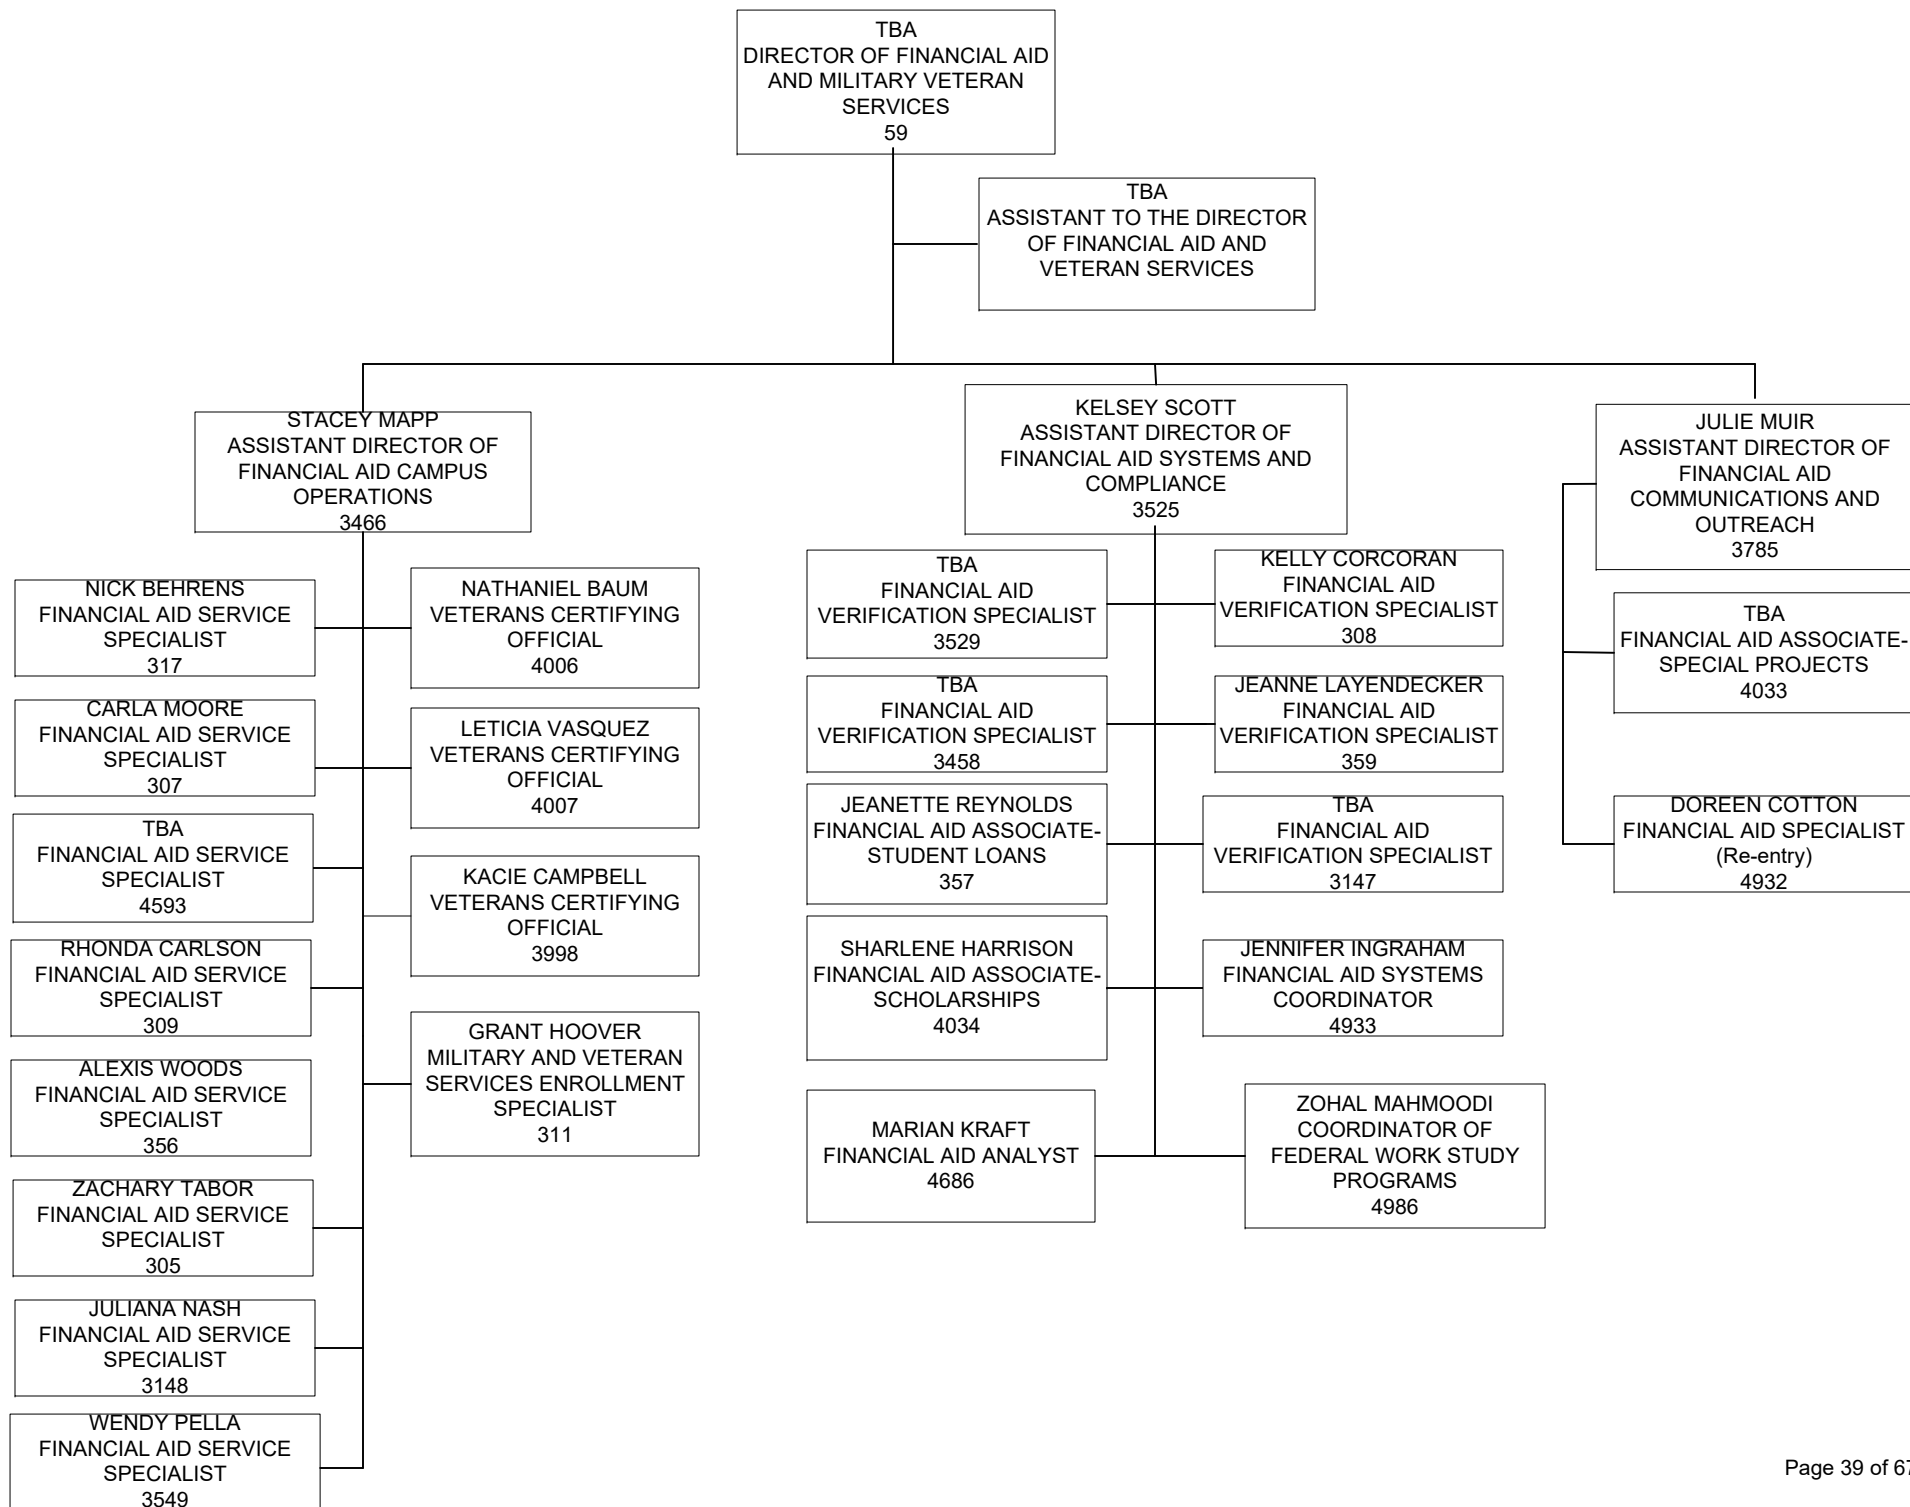 TBA
DIRECTOR OF FINANCIAL AID
AND MILITARY VETERAN
SERVICES
59
TBA
ASSISTANT TO THE DIRECTOR
OF FINANCIAL AID AND
VETERAN SERVICES
STACEY MAPP
ASSISTANT DIRECTOR OF
FINANCIAL AID CAMPUS
OPERATIONS
3466
NICK BEHRENS
FINANCIAL AID SERVICE
SPECIALIST
317
NATHANIEL BAUM
VETERANS CERTIFYING
OFFICIAL
4006
CARLA MOORE
FINANCIAL AID SERVICE
SPECIALIST
307
LETICIA VASQUEZ
VETERANS CERTIFYING
OFFICIAL
4007
TBA
FINANCIAL AID SERVICE
SPECIALIST
4593
KACIE CAMPBELL
VETERANS CERTIFYING
OFFICIAL
3998
RHONDA CARLSON
FINANCIAL AID SERVICE
SPECIALIST
309
GRANT HOOVER
MILITARY AND VETERAN
SERVICES ENROLLMENT
SPECIALIST
311
ALEXIS WOODS
FINANCIAL AID SERVICE
SPECIALIST
356
ZACHARY TABOR
FINANCIAL AID SERVICE
SPECIALIST
305
JULIANA NASH
FINANCIAL AID SERVICE
SPECIALIST
3148
WENDY PELLA
FINANCIAL AID SERVICE
SPECIALIST
3549
KELSEY SCOTT
ASSISTANT DIRECTOR OF
FINANCIAL AID SYSTEMS AND
COMPLIANCE
3525
TBA
FINANCIAL AID
VERIFICATION SPECIALIST
3529
KELLY CORCORAN
FINANCIAL AID
VERIFICATION SPECIALIST
308
TBA
FINANCIAL AID
VERIFICATION SPECIALIST
3458
JEANNE LAYENDECKER
FINANCIAL AID
VERIFICATION SPECIALIST
359
JEANETTE REYNOLDS
FINANCIAL AID ASSOCIATE-
STUDENT LOANS
357
TBA
FINANCIAL AID
VERIFICATION SPECIALIST
3147
SHARLENE HARRISON
FINANCIAL AID ASSOCIATE-
SCHOLARSHIPS
4034
JENNIFER INGRAHAM
FINANCIAL AID SYSTEMS
COORDINATOR
4933
MARIAN KRAFT
FINANCIAL AID ANALYST
4686
ZOHAL MAHMOODI
COORDINATOR OF
FEDERAL WORK STUDY
PROGRAMS
4986
JULIE MUIR
ASSISTANT DIRECTOR OF
FINANCIAL AID
COMMUNICATIONS AND
OUTREACH
3785
TBA
FINANCIAL AID ASSOCIATE-
SPECIAL PROJECTS
4033
DOREEN COTTON
FINANCIAL AID SPECIALIST
(Re-entry)
4932
Page 39 of 67